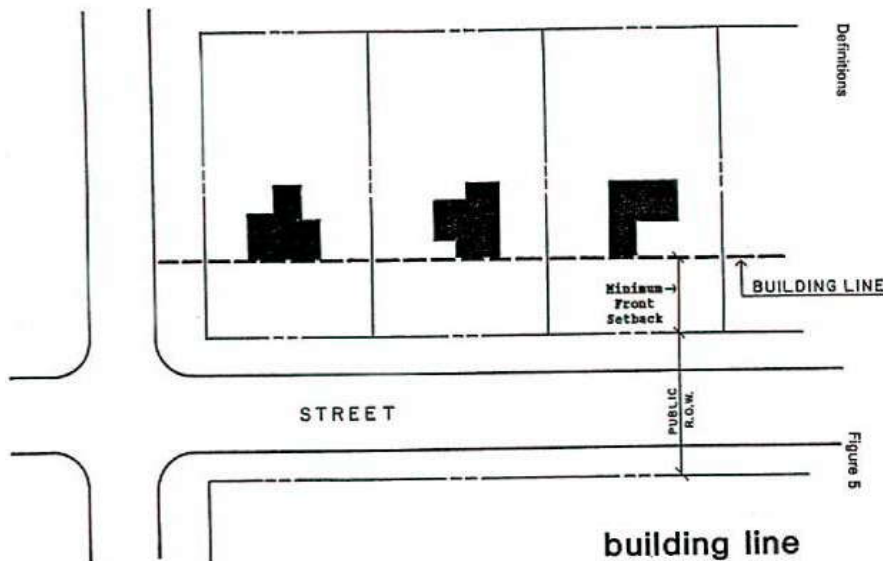 Definitions
BUILDING LINE
Minimum
Front
Setback
STREET
PUBLIC
R.O.W.
Figure 5
building line